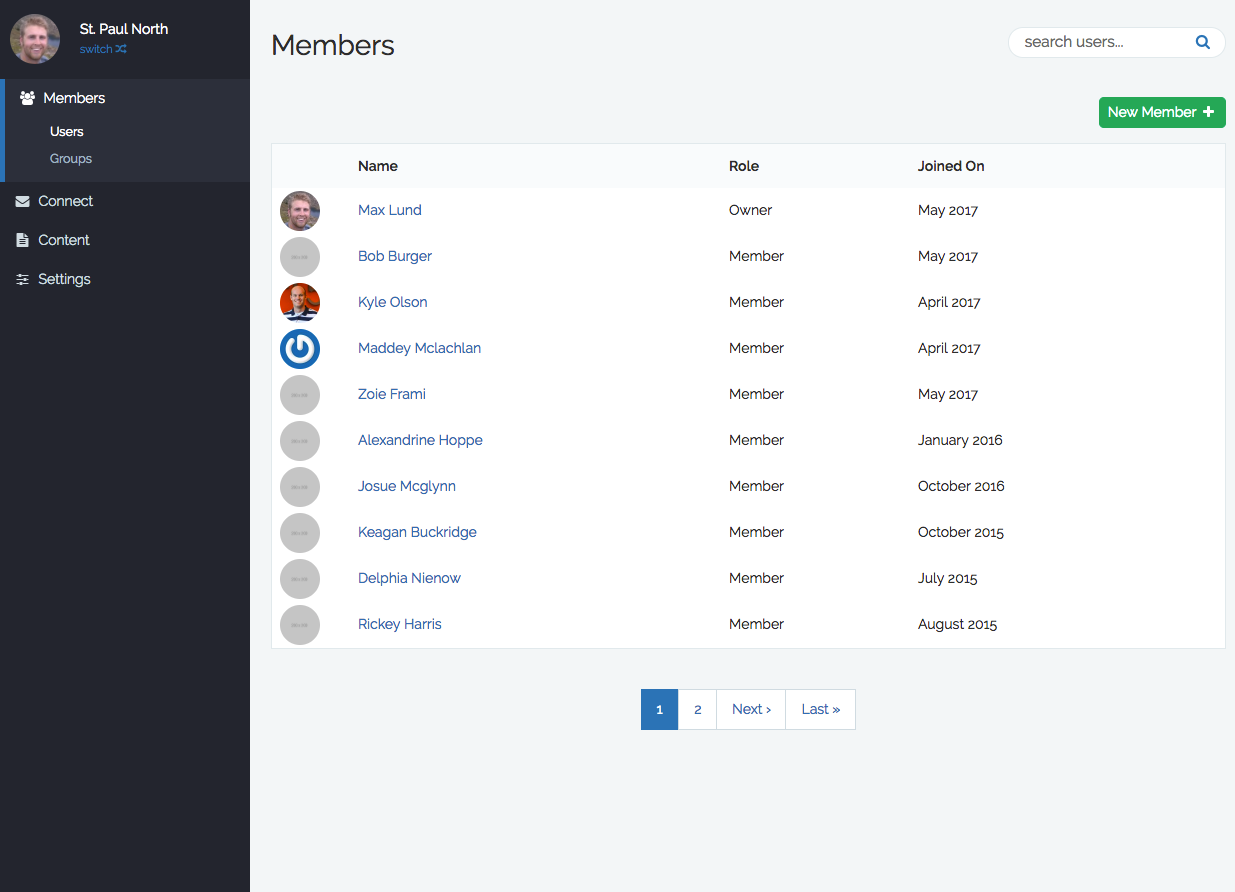 St. Paul North
switch
Members
Users
Groups
Connect
Content
Settings
Members
search users...
New Member +
Name Role Joined On
Max Lund Owner May 2017
Bob Burger Member May 2017
Kyle Olson Member April 2017
Maddey Mclachlan Member April 2017
Zoie Frami Member May 2017
Alexandrine Hoppe Member January 2016
Josue Mcglynn Member October 2016
Keagan Buckridge Member October 2015
Delphia Nienow Member July 2015
Rickey Harris Member August 2015
1 2 Next › Last »